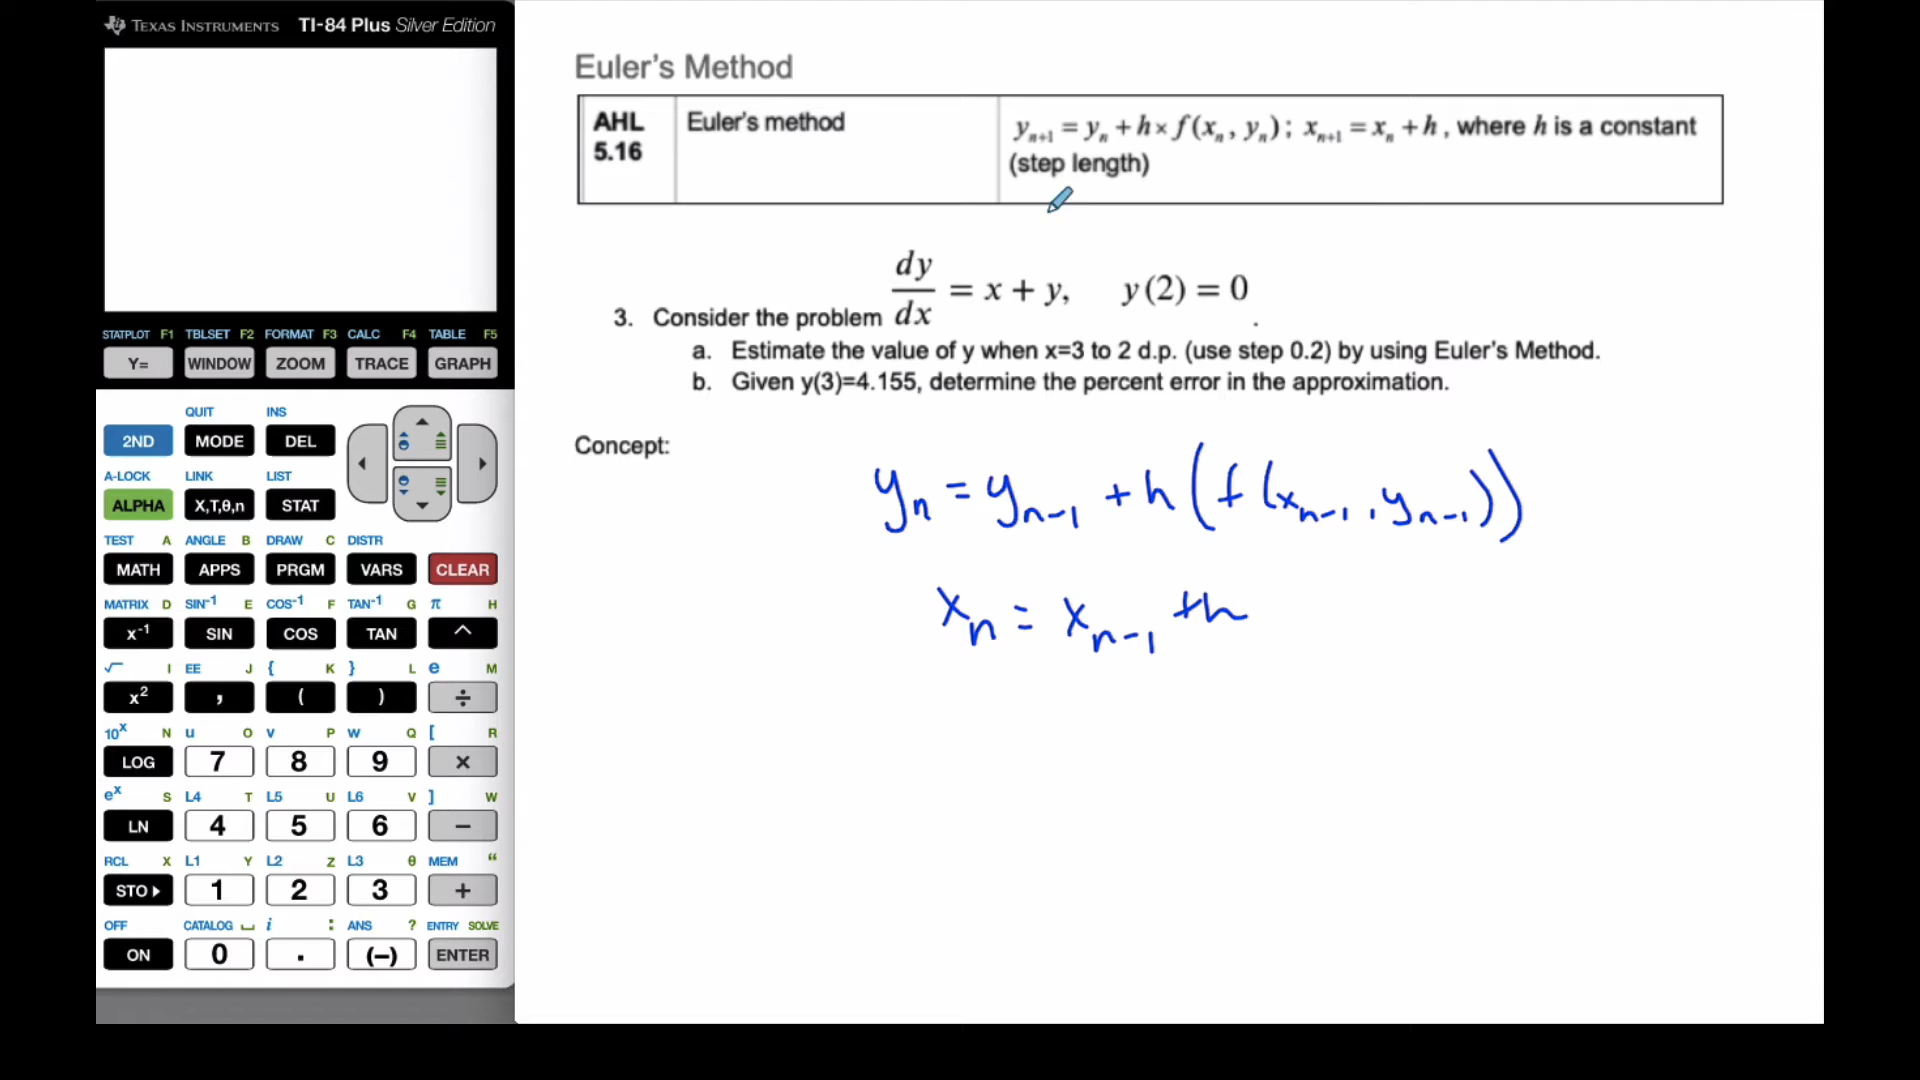 TEXAS INSTRUMENTS TI-84 Plus Silver Edition
STATPLOT F1 TBLSET F2 FORMAT F3 CALC F4 TABLE F5
Y= WINDOW ZOOM TRACE GRAPH
QUIT INS
2ND MODE DEL
A-LOCK LINK LIST
ALPHA X,T,θ,n STAT
TEST A ANGLE B DRAW C DISTR
MATH APPS PRGM VARS CLEAR
MATRIX D SIN⁻¹ E COS⁻¹ F TAN⁻¹ G π H
x⁻¹ SIN COS TAN ^
√ I EE J { K } L e M
x² , ( ) ÷
10ˣ N u O v P w Q [ R
LOG 7 8 9 ×
eˣ S L4 T L5 U L6 V ] W
LN 4 5 6 −
RCL X L1 Y L2 Z L3 θ MEM “
STO▸ 1 2 3 +
OFF CATALOG ⎵ i : ANS ? ENTRY SOLVE
ON 0 . (−) ENTER
Euler’s Method
AHL 5.16 Euler's method yₙ₊₁ = yₙ + h × f(xₙ, yₙ); xₙ₊₁ = xₙ + h, where h is a constant
(step length)
3. Consider the problem dy/dx = x + y, y(2) = 0 .
a. Estimate the value of y when x=3 to 2 d.p. (use step 0.2) by using Euler's Method.
b. Given y(3)=4.155, determine the percent error in the approximation.
Concept:
yₙ = yₙ₋₁ + h(f(xₙ₋₁, yₙ₋₁))
xₙ = xₙ₋₁ + h